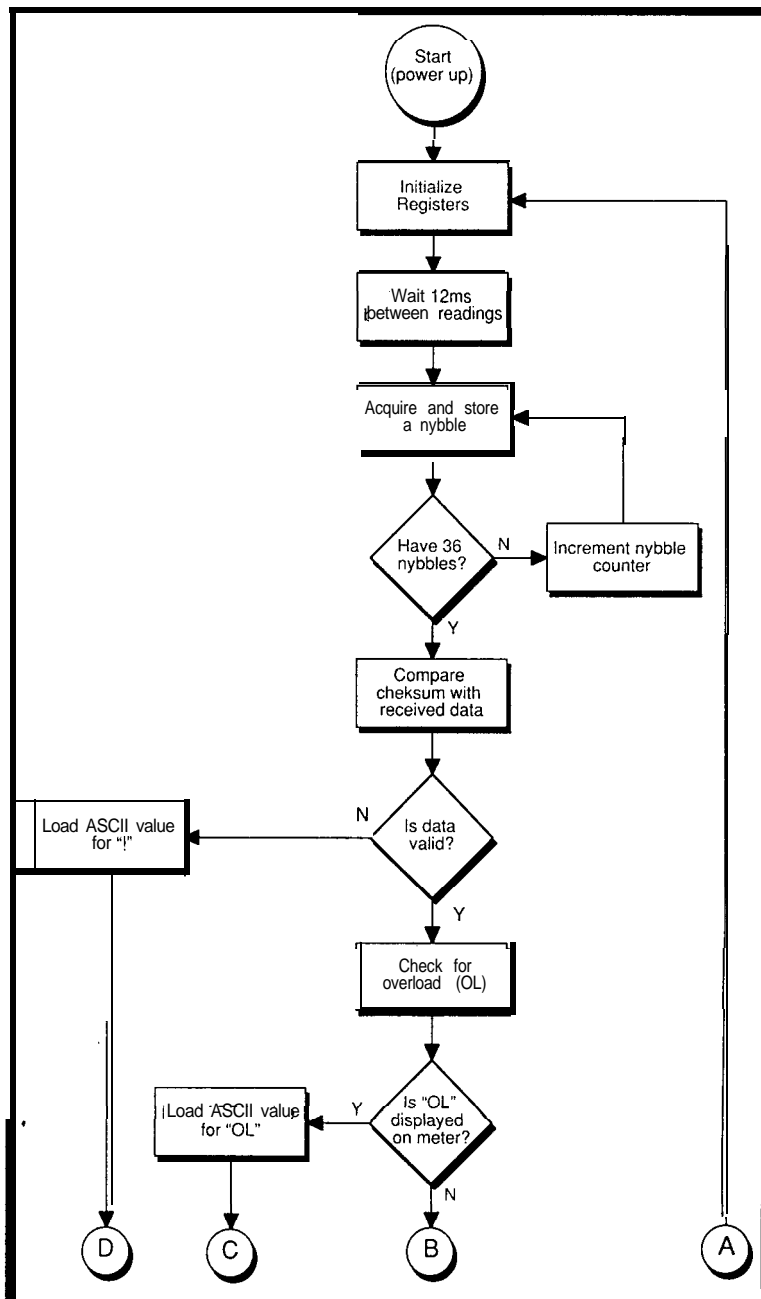 Start
(power up)
Initialize
Registers
Wait 12ms
between readings
Acquire and store
a nybble
Have 36
nybbles?
N
Increment nybble
counter
Y
Compare
cheksum with
received data
Is data
valid?
N
Load ASCII value
for "!"
Y
Check for
overload (OL)
Is "OL"
displayed
on meter?
Y
Load ASCII value
for "OL"
N
D
C
B
A